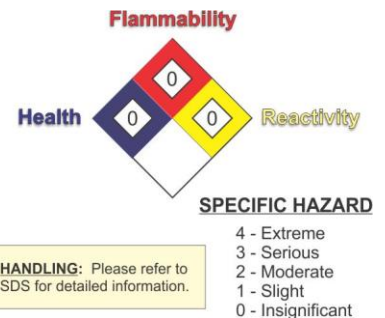 Flammability
0
Health 0 0 Reactivity
SPECIFIC HAZARD
4 - Extreme
3 - Serious
2 - Moderate
1 - Slight
0 - Insignificant
HANDLING: Please refer to
SDS for detailed information.